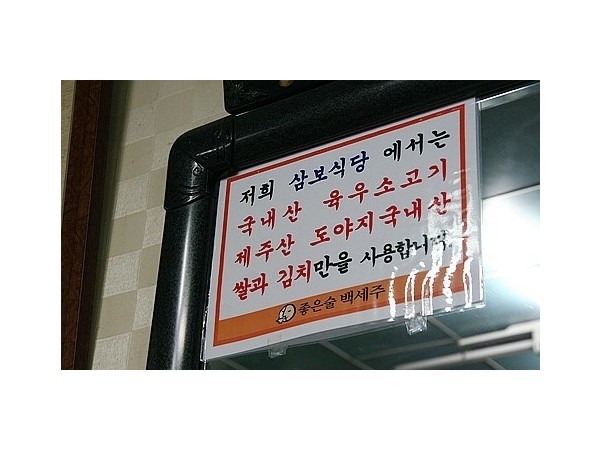 저희 삼보식당 에서는
국내산 육우소고기
제주산 도야지국내산
쌀과 김치만을 사용합니다.
좋은술 백세주